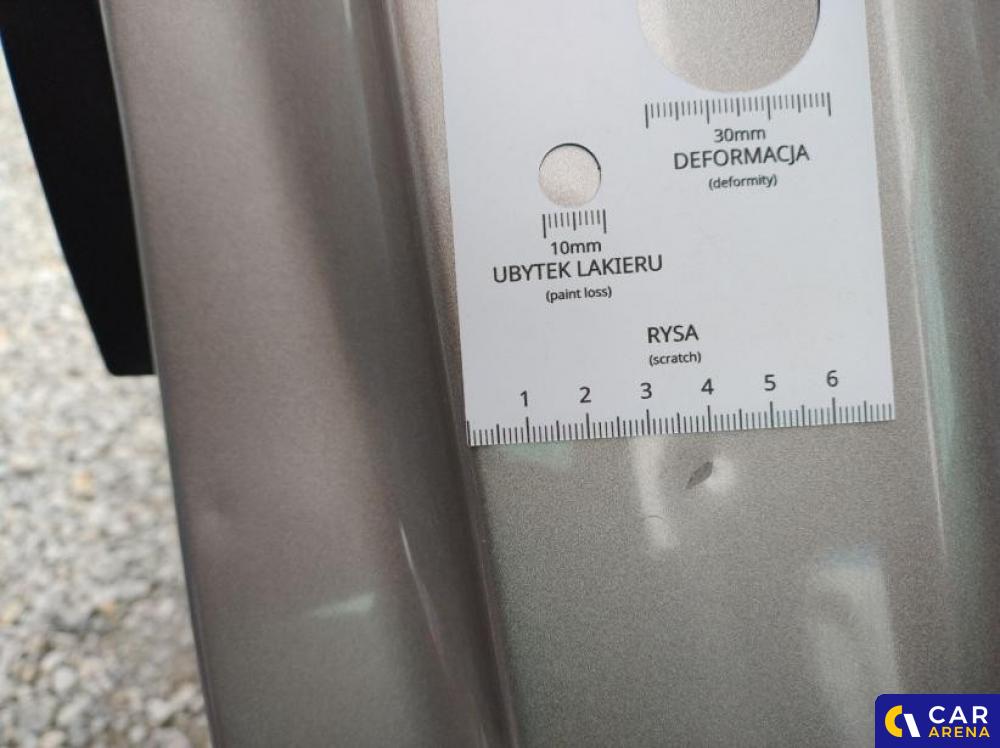 30mm
DEFORMACJA
(deformity)
10mm
UBYTEK LAKIERU
(paint loss)
RYSA
(scratch)
1 2 3 4 5 6
CAR
ARENA